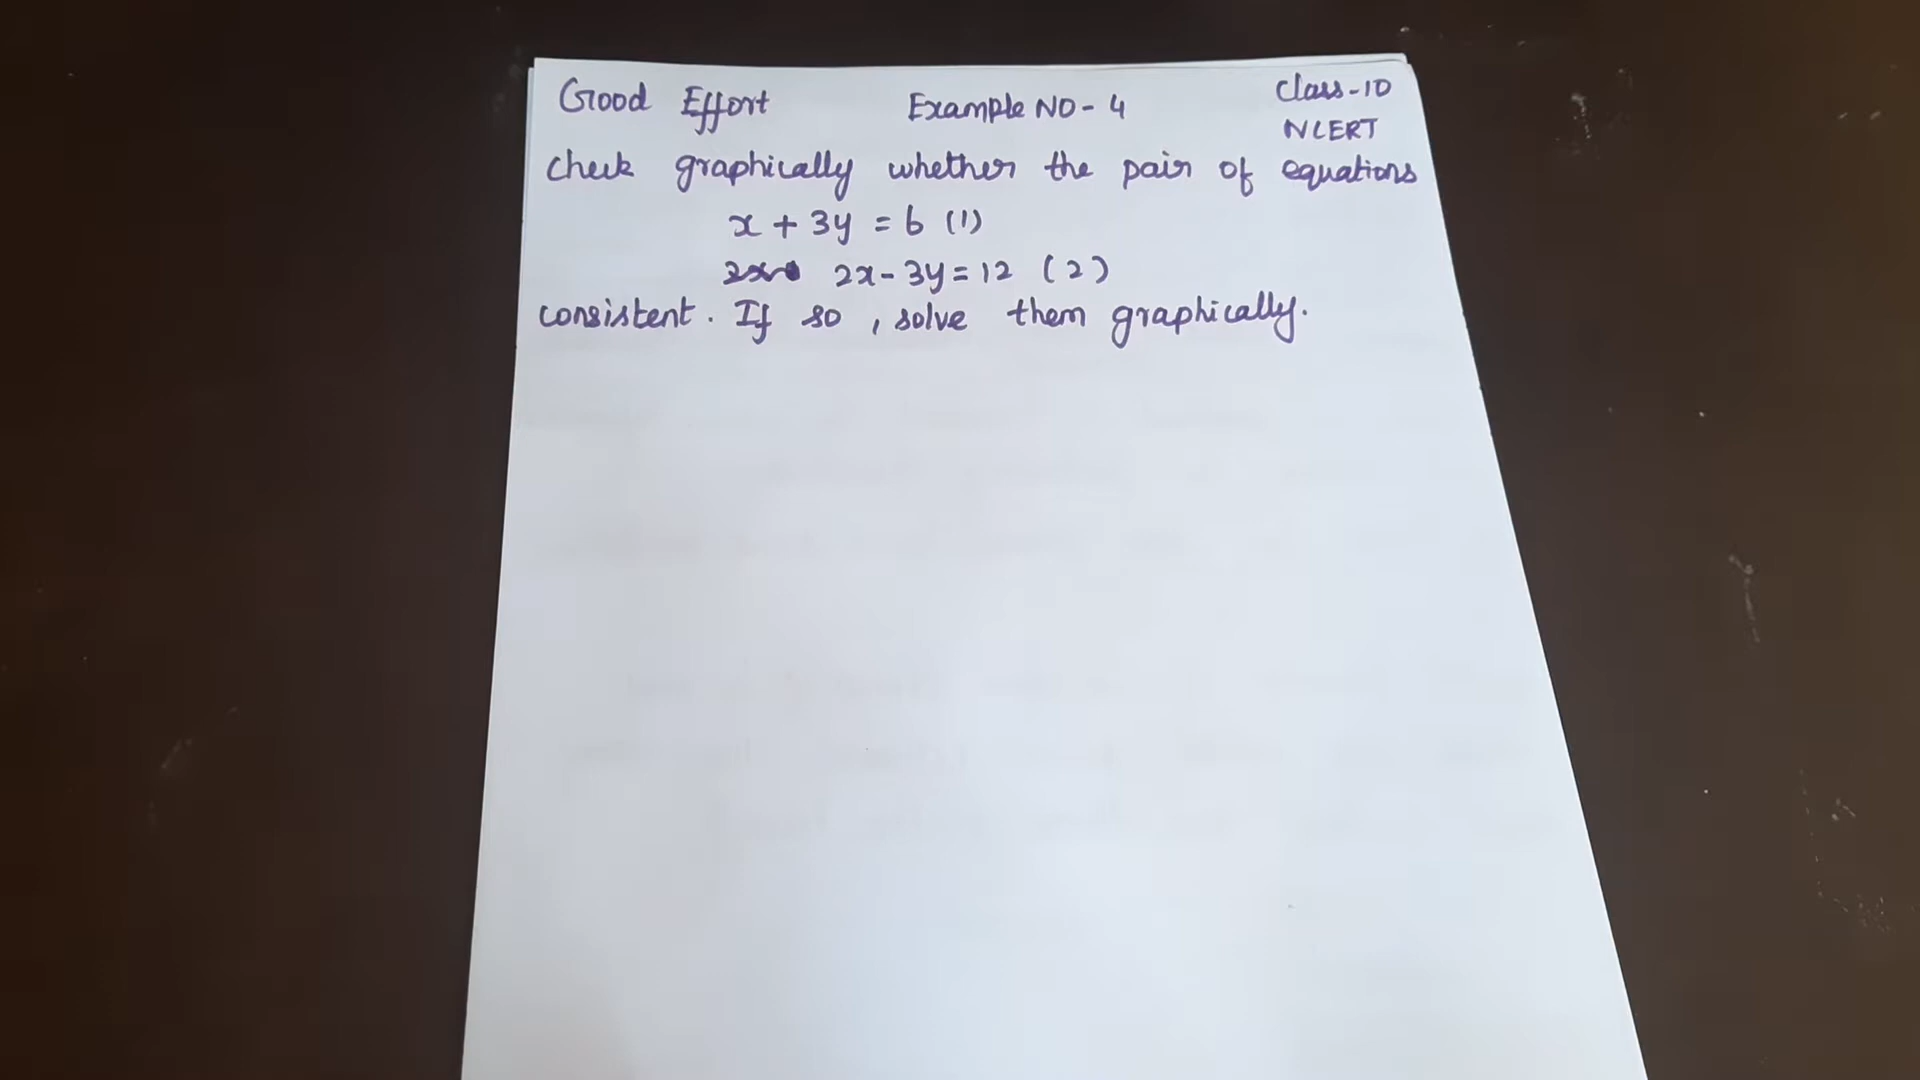 Good Effort Example NO-4 Class-10
NCERT
Check graphically whether the pair of equations
x + 3y = 6 (1)
2x - 3y = 12 (2)
consistent. If so, solve them graphically.